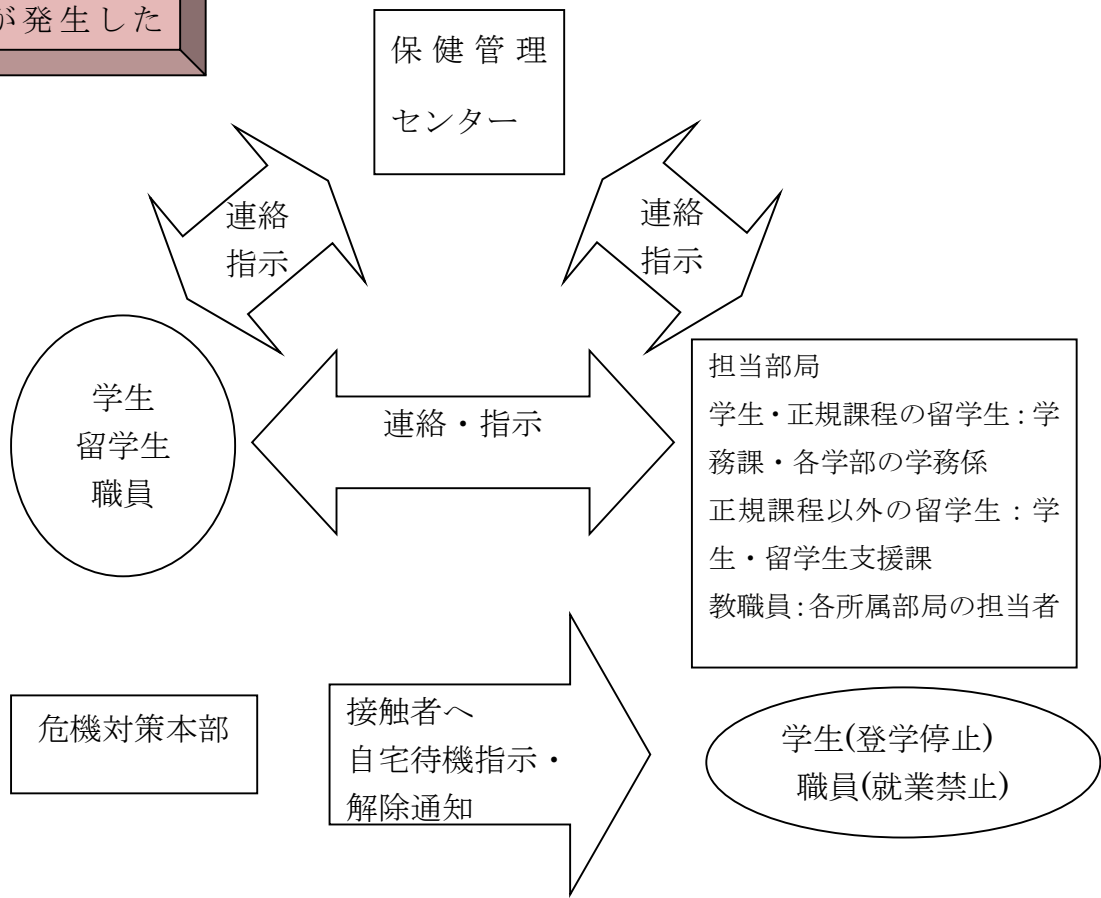 が発生した
保健管理
センター
連絡
指示
連絡
指示
学生
留学生
職員
連絡・指示
担当部局
学生・正規課程の留学生：学
務課・各学部の学務係
正規課程以外の留学生：学
生・留学生支援課
教職員：各所属部局の担当者
危機対策本部
接触者へ
自宅待機指示・
解除通知
学生(登学停止)
職員(就業禁止)